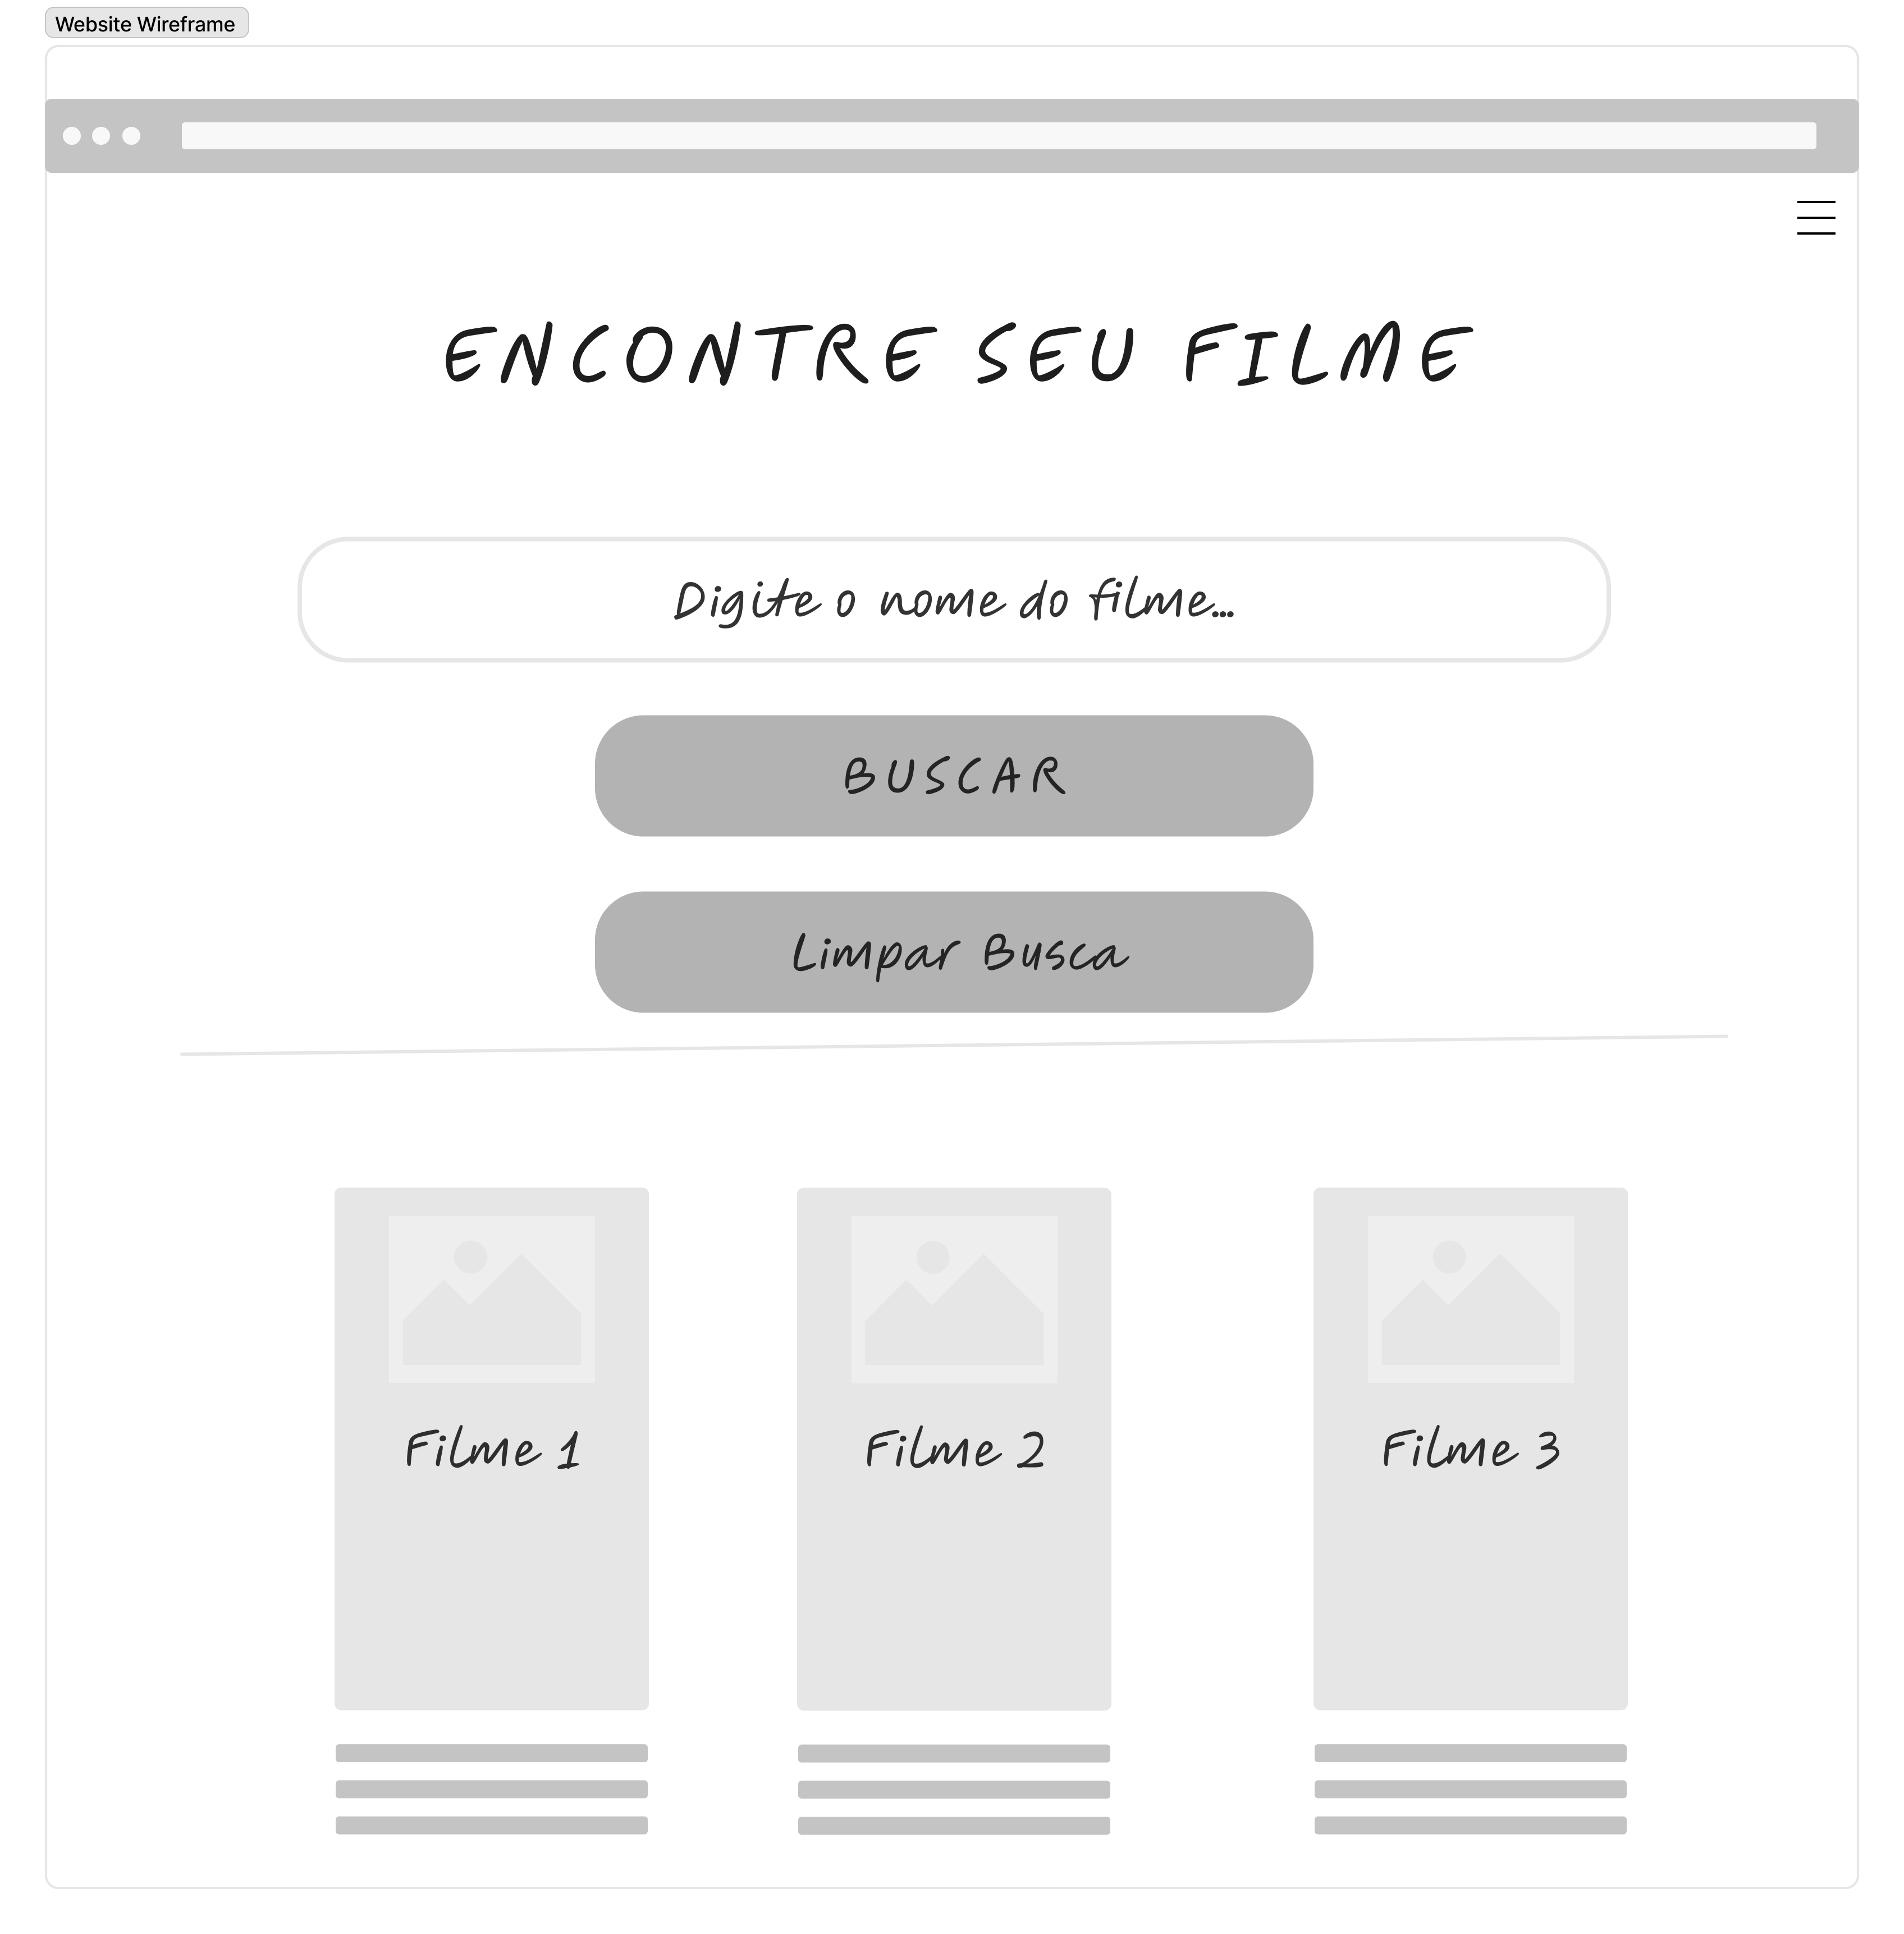 Website Wireframe
ENCONTRE SEU FILME
Digite o nome do filme...
BUSCAR
Limpar Busca
Filme 1
Filme 2
Filme 3